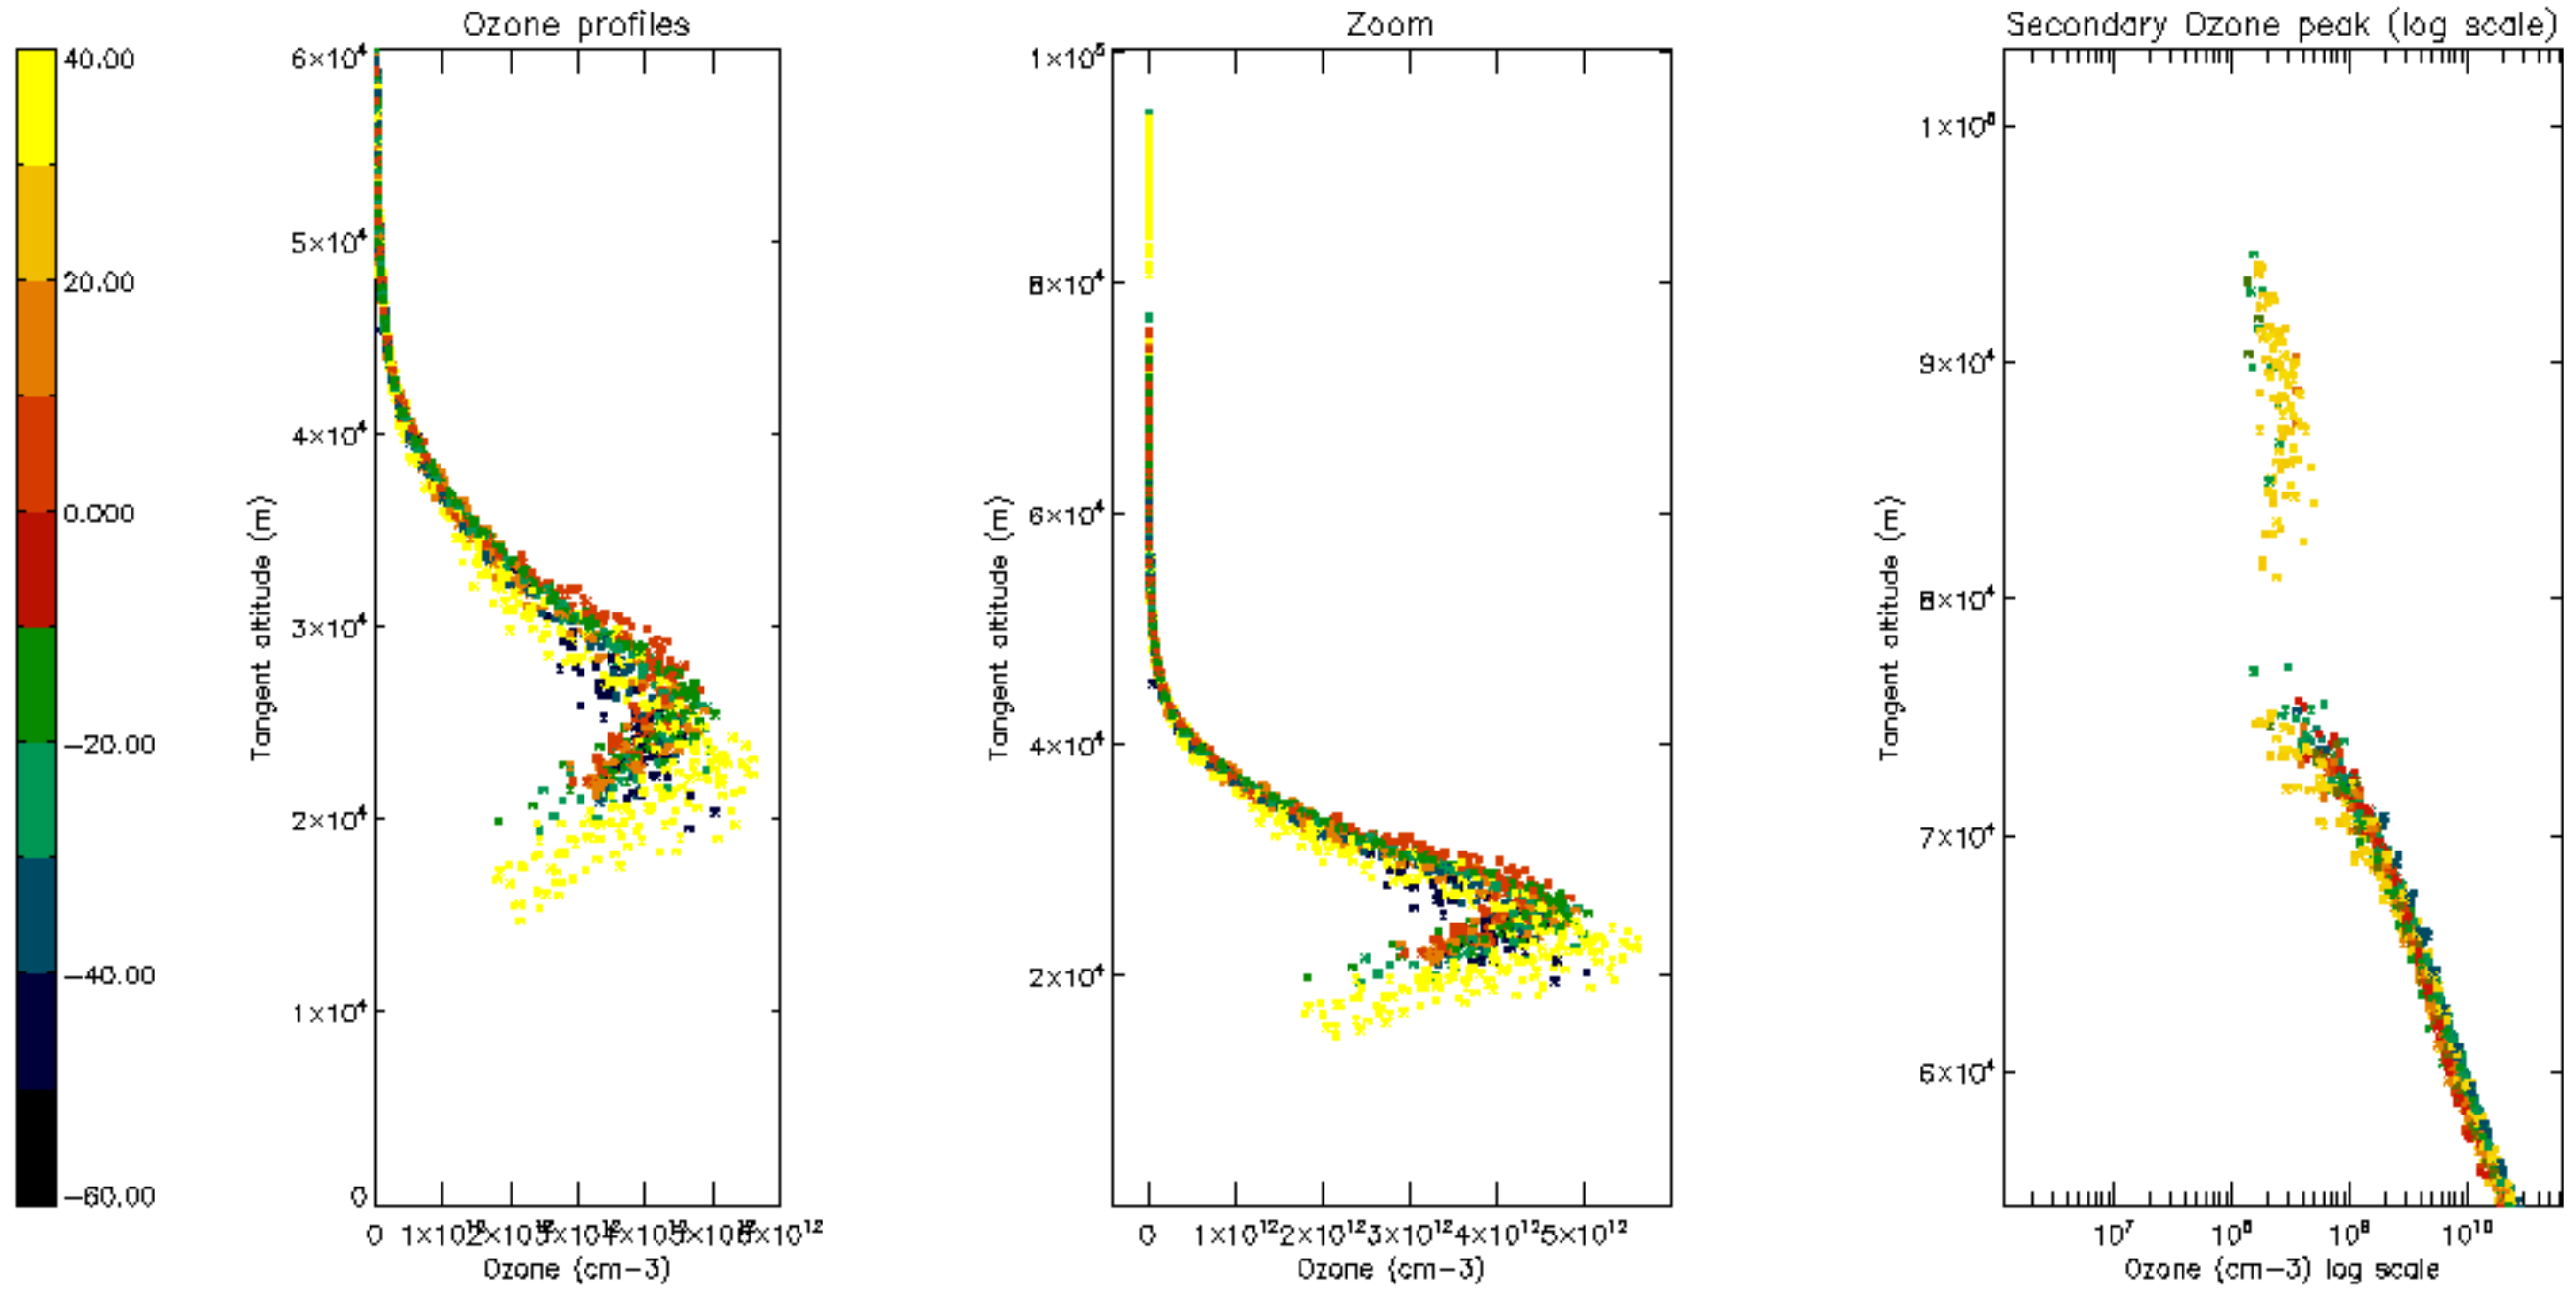 Ozone profiles
Zoom
Secondary Ozone peak (log scale)
40.00
20.00
0.000
−20.00
−40.00
−60.00
6×10⁴
5×10⁴
4×10⁴
3×10⁴
2×10⁴
1×10⁴
0
Tangent altitude (m)
0
6×10¹²
Ozone (cm−3)
1×10⁵
8×10⁴
6×10⁴
4×10⁴
2×10⁴
Tangent altitude (m)
0 1×10¹² 2×10¹² 3×10¹² 4×10¹² 5×10¹²
Ozone (cm−3)
1×10⁵
9×10⁴
8×10⁴
7×10⁴
6×10⁴
Tangent altitude (m)
10⁷ 10⁸ 10⁹ 10¹⁰
Ozone (cm−3) log scale